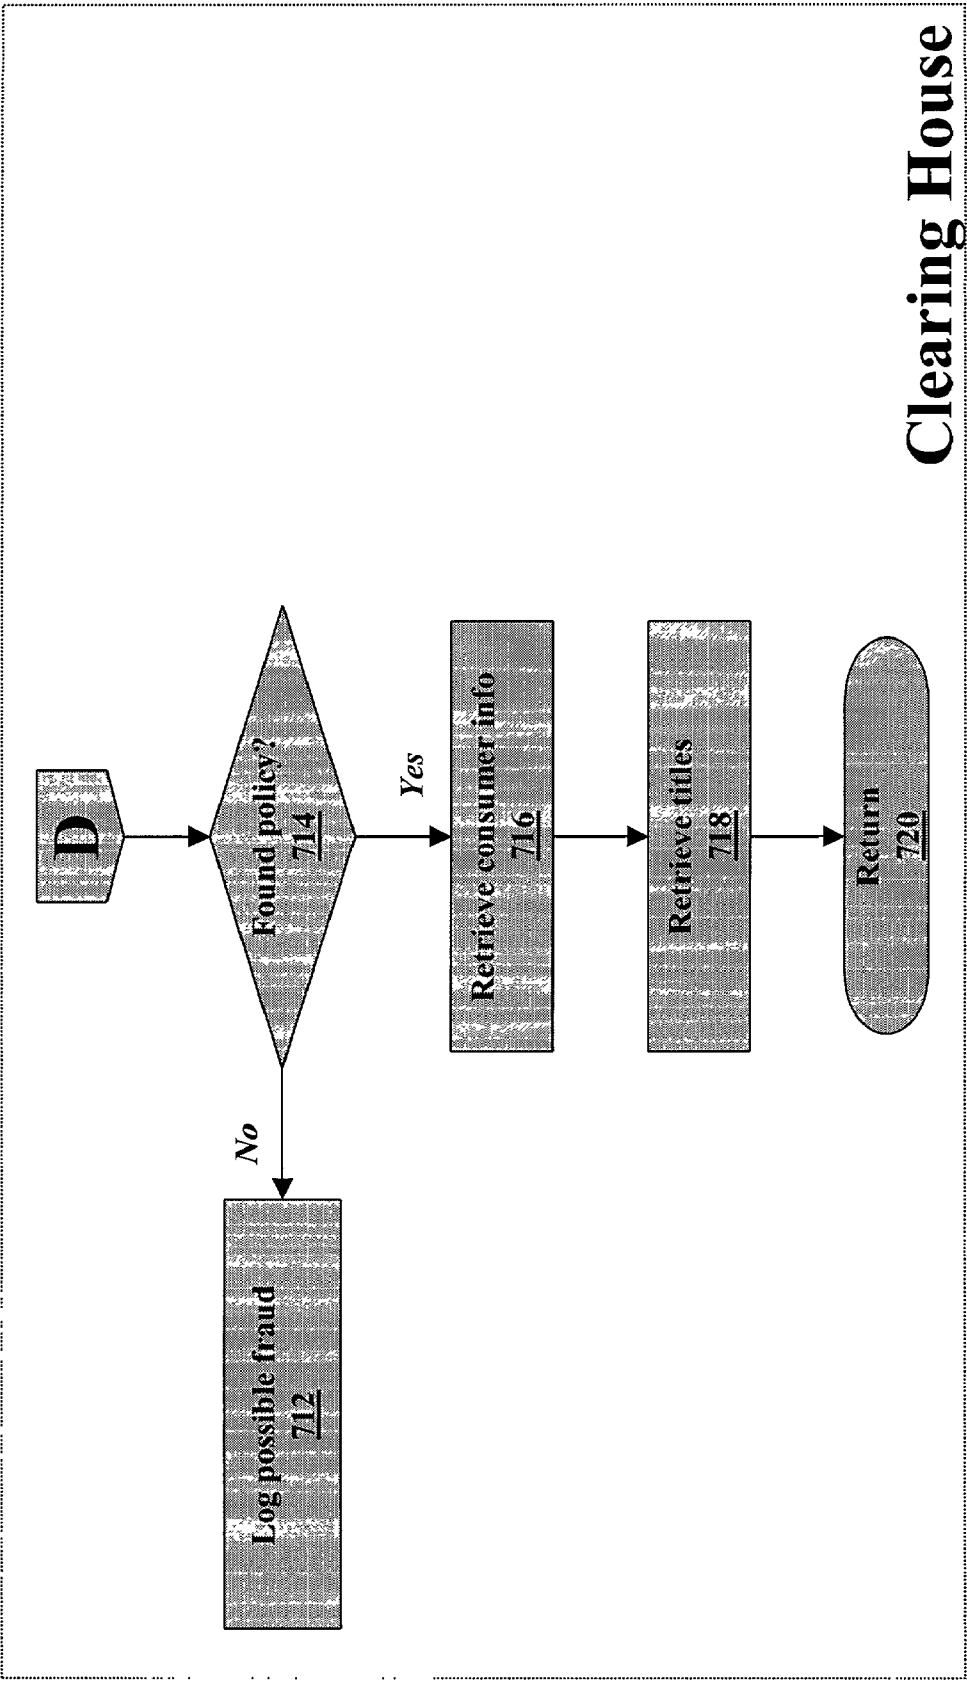 D
Found policy?
714
No
Log possible fraud
712
Yes
Retrieve consumer info
716
Retrieve titles
718
Return
720
Clearing House